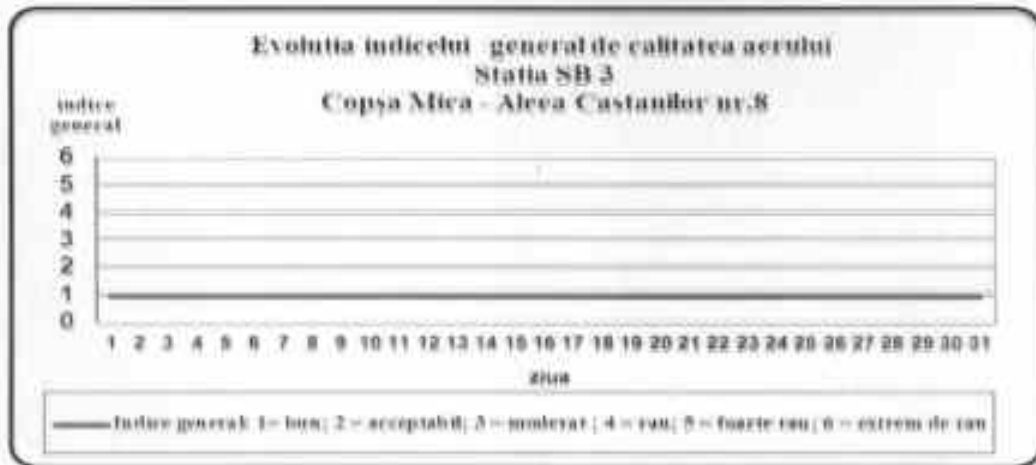 Evolutia indicelui general de calitatea aerului
Statia SB 3
Copșa Mica - Aleea Castanilor nr.8
indice
general
6
5
4
3
2
1
0
1 2 3 4 5 6 7 8 9 10 11 12 13 14 15 16 17 18 19 20 21 22 23 24 25 26 27 28 29 30 31
ziua
Indice general: 1= bun; 2 = acceptabil; 3 = moderat ; 4 = rau; 5 = foarte rau; 6 = extrem de rau